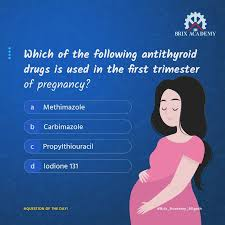 BRIX ACADEMY
Which of the following antithyroid
drugs is used in the first trimester
of pregnancy?
a Methimazole
b Carbimazole
c Propylthiouracil
d Iodione 131
#QUESTION OF THE DAY!